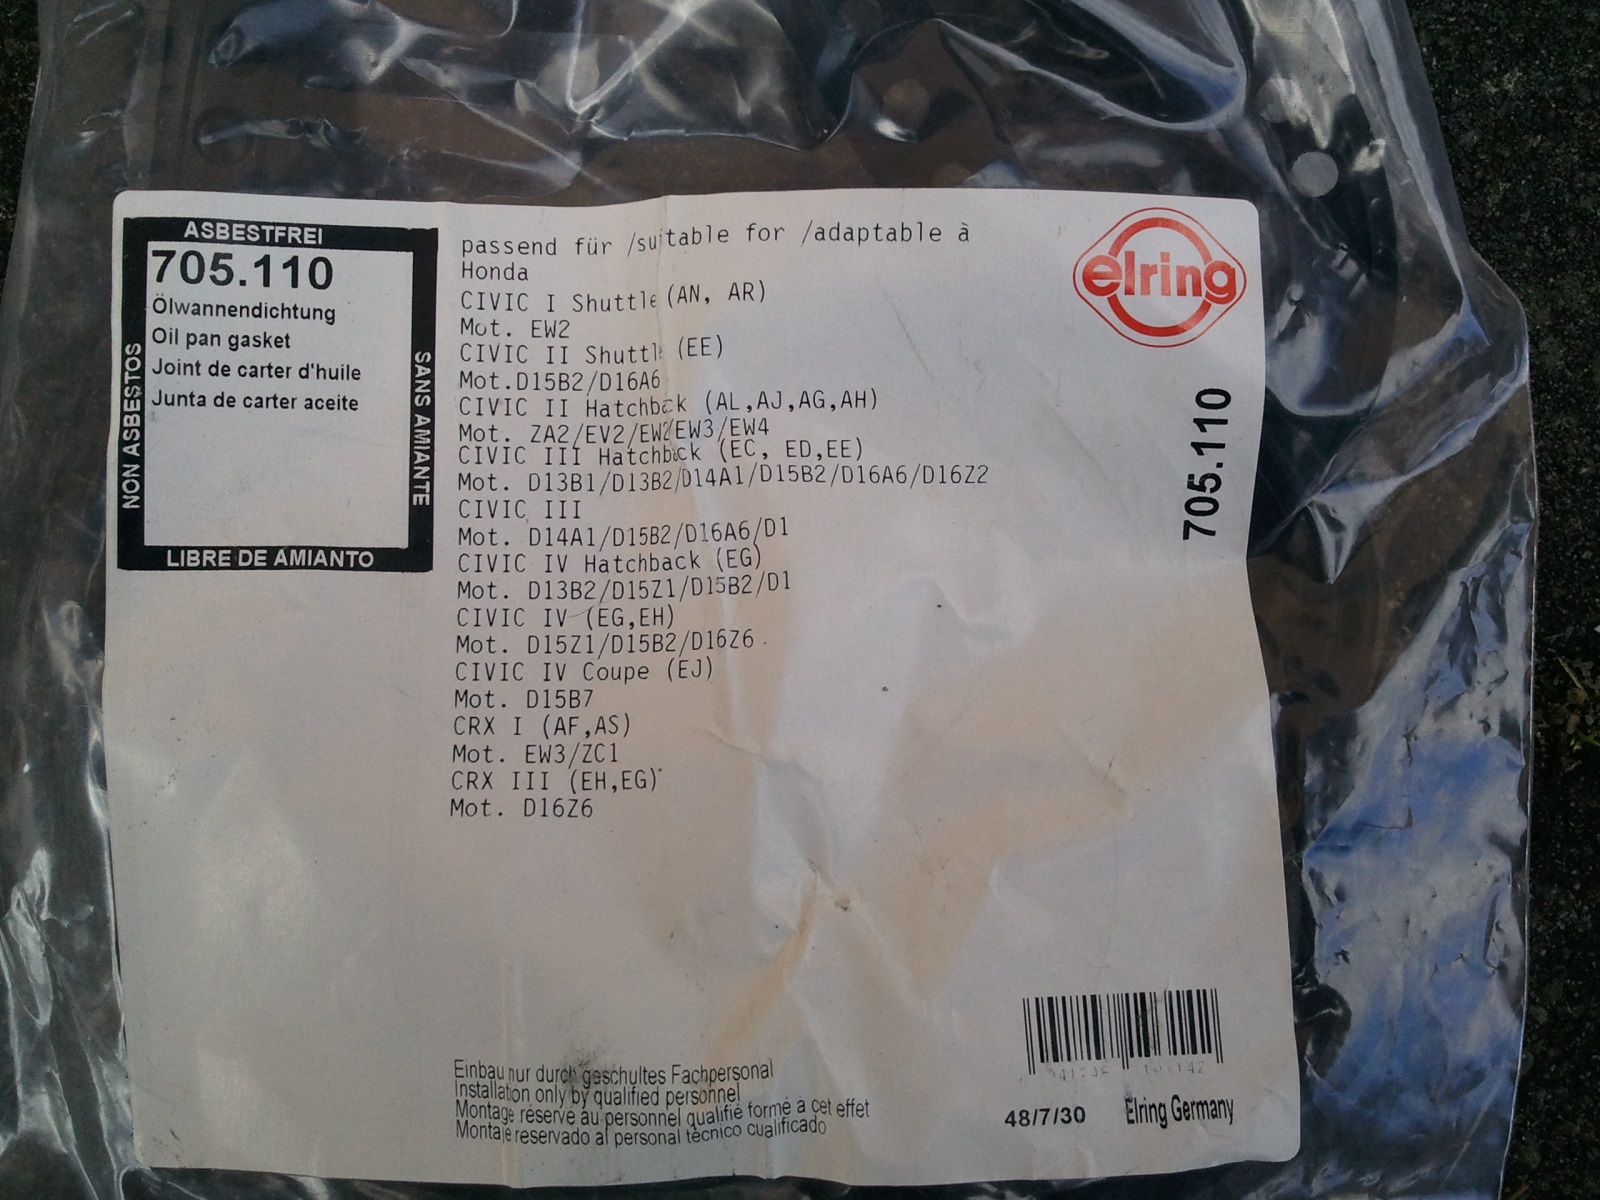 ASBESTFREI
705.110
Ölwannendichtung
Oil pan gasket
Joint de carter d'huile
Junta de carter aceite
NON ASBESTOS
SANS AMIANTE
LIBRE DE AMIANTO
passend für /suitable for /adaptable à
Honda
CIVIC I Shuttle (AN, AR)
Mot. EW2
CIVIC II Shuttle (EE)
Mot.D15B2/D16A6
CIVIC II Hatchback (AL,AJ,AG,AH)
Mot. ZA2/EV2/EW2/EW3/EW4
CIVIC III Hatchback (EC, ED,EE)
Mot. D13B1/D13B2/D14A1/D15B2/D16A6/D16Z2
CIVIC III
Mot. D14A1/D15B2/D16A6/D1
CIVIC IV Hatchback (EG)
Mot. D13B2/D15Z1/D15B2/D1
CIVIC IV (EG,EH)
Mot. D15Z1/D15B2/D16Z6
CIVIC IV Coupe (EJ)
Mot. D15B7
CRX I (AF,AS)
Mot. EW3/ZC1
CRX III (EH,EG)
Mot. D16Z6
elring
705.110
Einbau nur durch geschultes Fachpersonal
Installation only by qualified personnel
Montage réservé au personnel qualifié formé à cet effet
Montaje reservado al personal técnico cualificado
48/7/30 Elring Germany